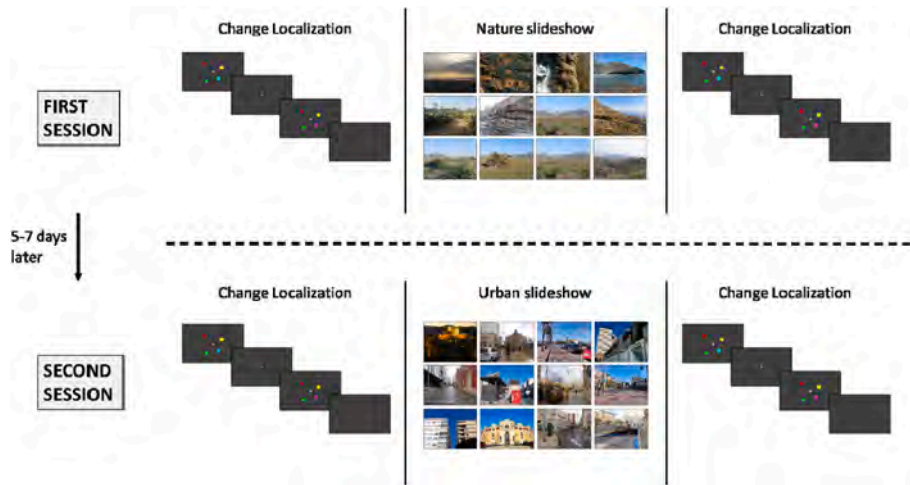 Change Localization
Nature slideshow
Change Localization
FIRST
SESSION
5-7 days
later
Change Localization
Urban slideshow
Change Localization
SECOND
SESSION